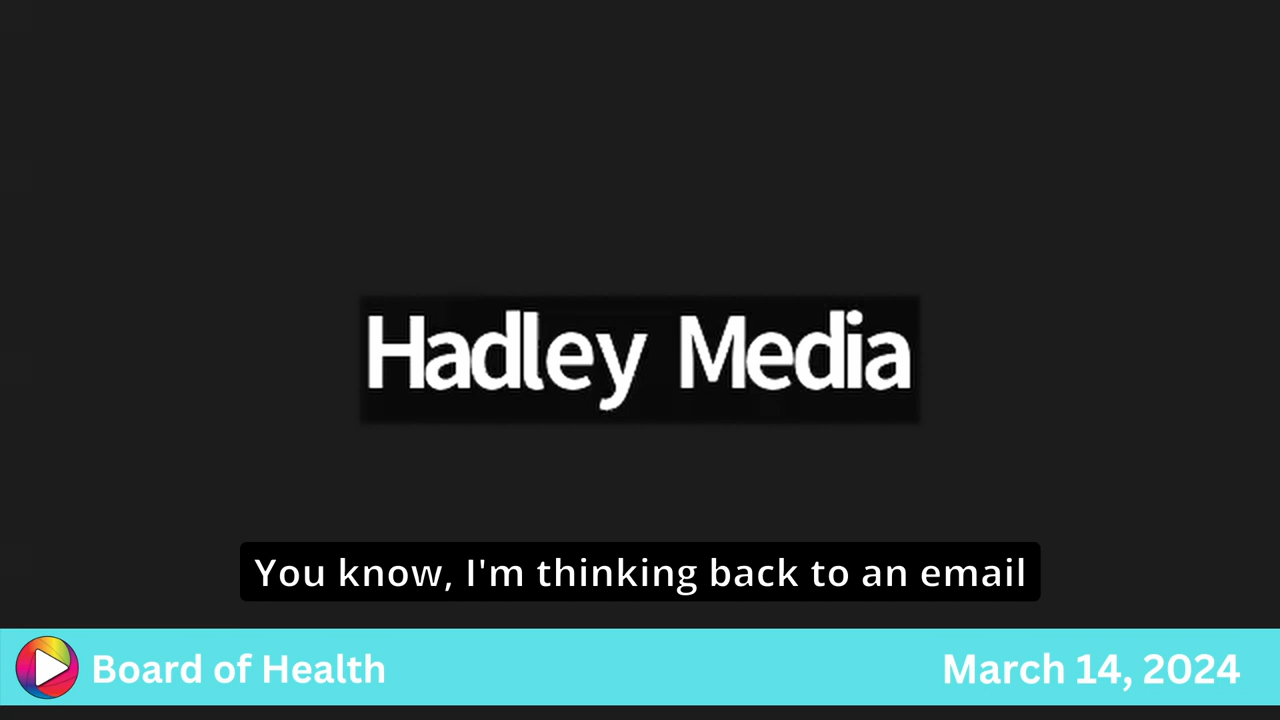 Hadley Media
You know, I'm thinking back to an email
Board of Health
March 14, 2024